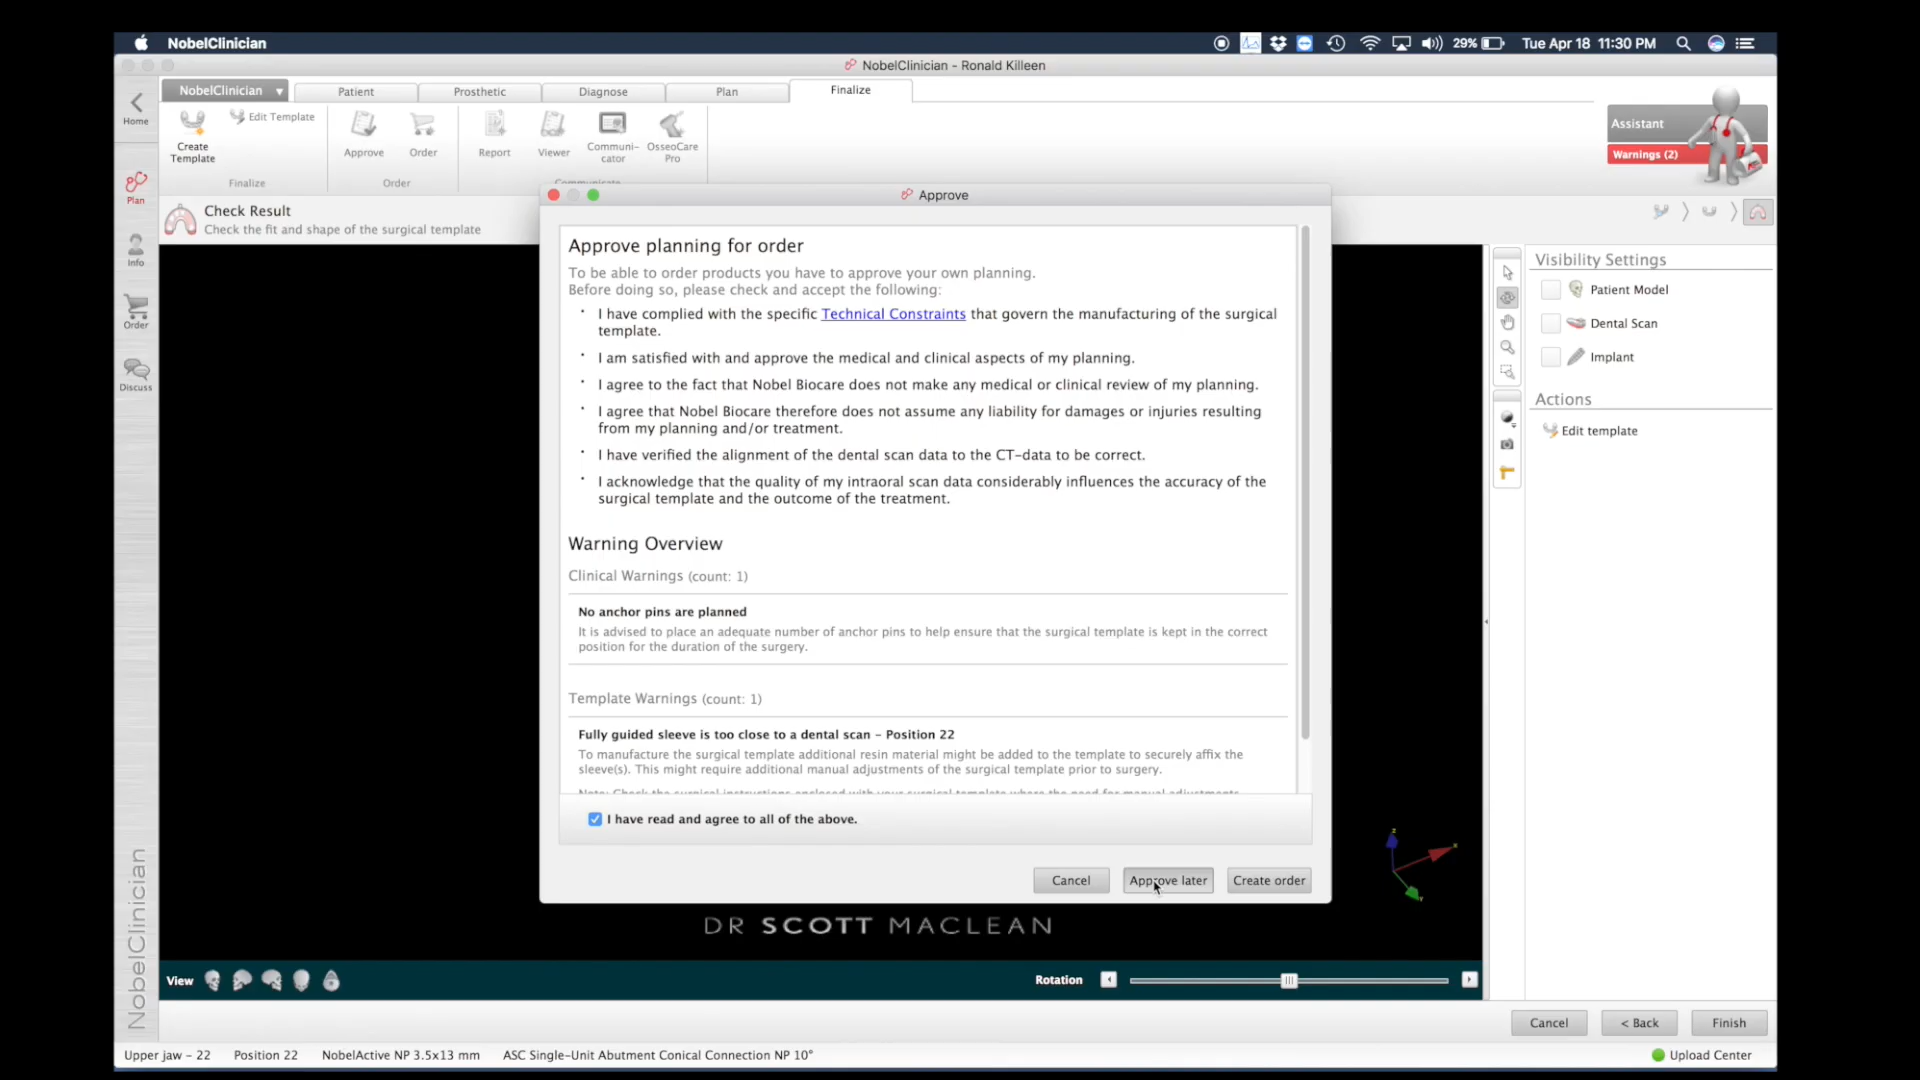 NobelClinician
29%
Tue Apr 18 11:30 PM
NobelClinician - Ronald Killeen
NobelClinician
Patient
Prosthetic
Diagnose
Plan
Finalize
Home
Create
Template
Edit Template
Approve
Order
Report
Viewer
Communi-
cator
OsseoCare
Pro
Finalize
Order
Communicate
Assistant
Warnings (2)
Plan
Info
Order
Discuss
NobelClinician
Check Result
Check the fit and shape of the surgical template
Approve
Approve planning for order
To be able to order products you have to approve your own planning.
Before doing so, please check and accept the following:
· I have complied with the specific Technical Constraints that govern the manufacturing of the surgical
template.
· I am satisfied with and approve the medical and clinical aspects of my planning.
· I agree to the fact that Nobel Biocare does not make any medical or clinical review of my planning.
· I agree that Nobel Biocare therefore does not assume any liability for damages or injuries resulting
from my planning and/or treatment.
· I have verified the alignment of the dental scan data to the CT-data to be correct.
· I acknowledge that the quality of my intraoral scan data considerably influences the accuracy of the
surgical template and the outcome of the treatment.
Warning Overview
Clinical Warnings (count: 1)
No anchor pins are planned
It is advised to place an adequate number of anchor pins to help ensure that the surgical template is kept in the correct
position for the duration of the surgery.
Template Warnings (count: 1)
Fully guided sleeve is too close to a dental scan - Position 22
To manufacture the surgical template additional resin material might be added to the template to securely affix the
sleeve(s). This might require additional manual adjustments of the surgical template prior to surgery.
Note: Check the surgical instructions enclosed with your surgical template where the need for manual adjustments
I have read and agree to all of the above.
Cancel
Approve later
Create order
Visibility Settings
Patient Model
Dental Scan
Implant
Actions
Edit template
DR SCOTT MACLEAN
View
Rotation
Cancel
< Back
Finish
Upper jaw - 22
Position 22
NobelActive NP 3.5x13 mm
ASC Single-Unit Abutment Conical Connection NP 10°
Upload Center